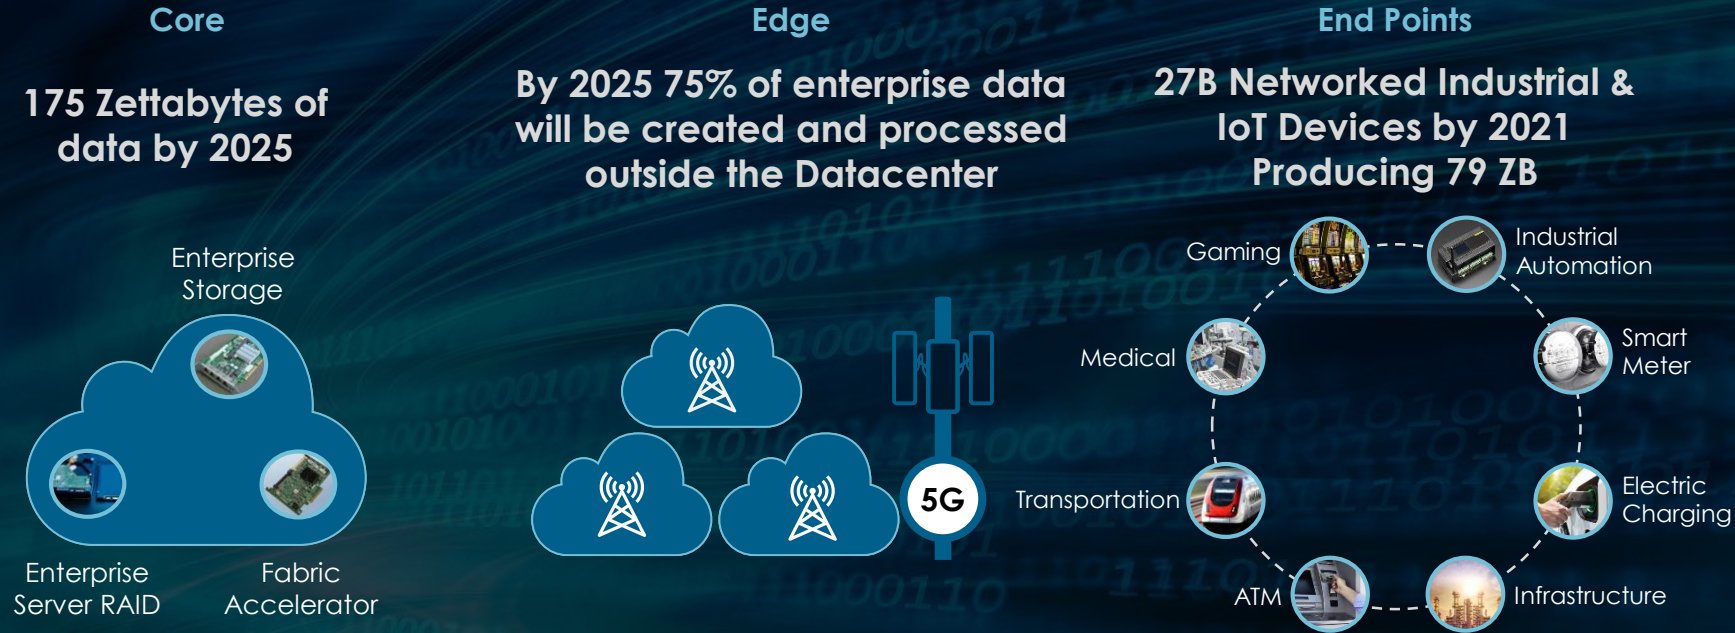 Core
175 Zettabytes of
data by 2025
Enterprise
Storage
Enterprise
Server RAID
Fabric
Accelerator
Edge
By 2025 75% of enterprise data
will be created and processed
outside the Datacenter
5G
End Points
27B Networked Industrial &
IoT Devices by 2021
Producing 79 ZB
Gaming
Industrial
Automation
Medical
Smart
Meter
Transportation
Electric
Charging
ATM
Infrastructure